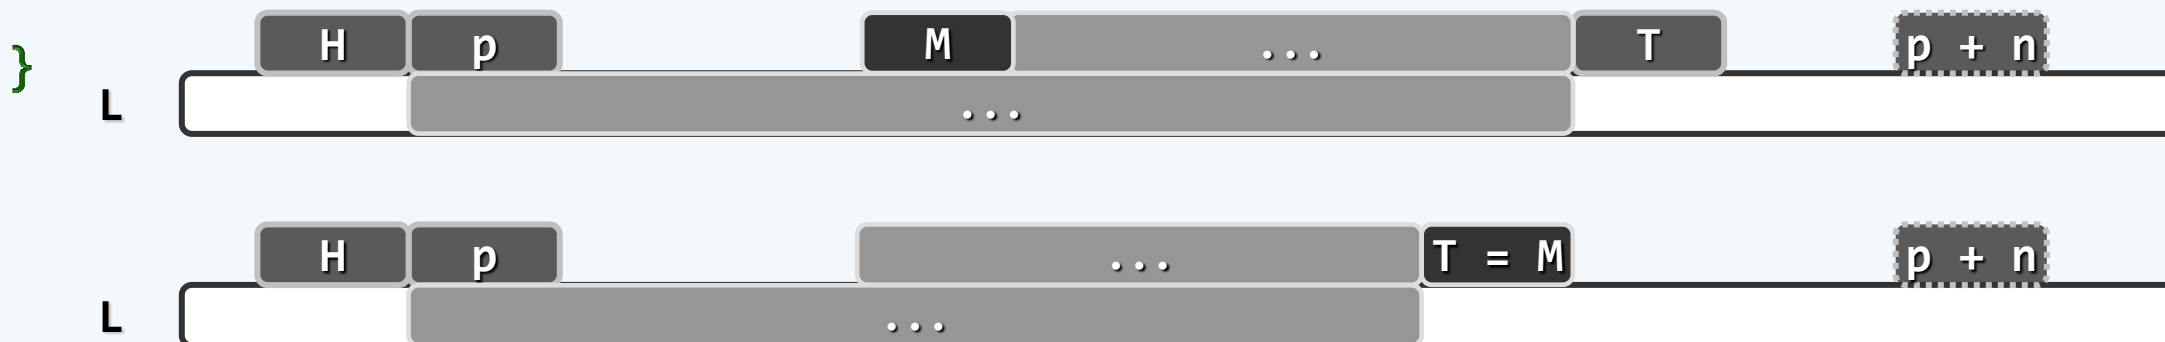 } H p M ... T p + n
L ...
H p ... T = M p + n
L ...